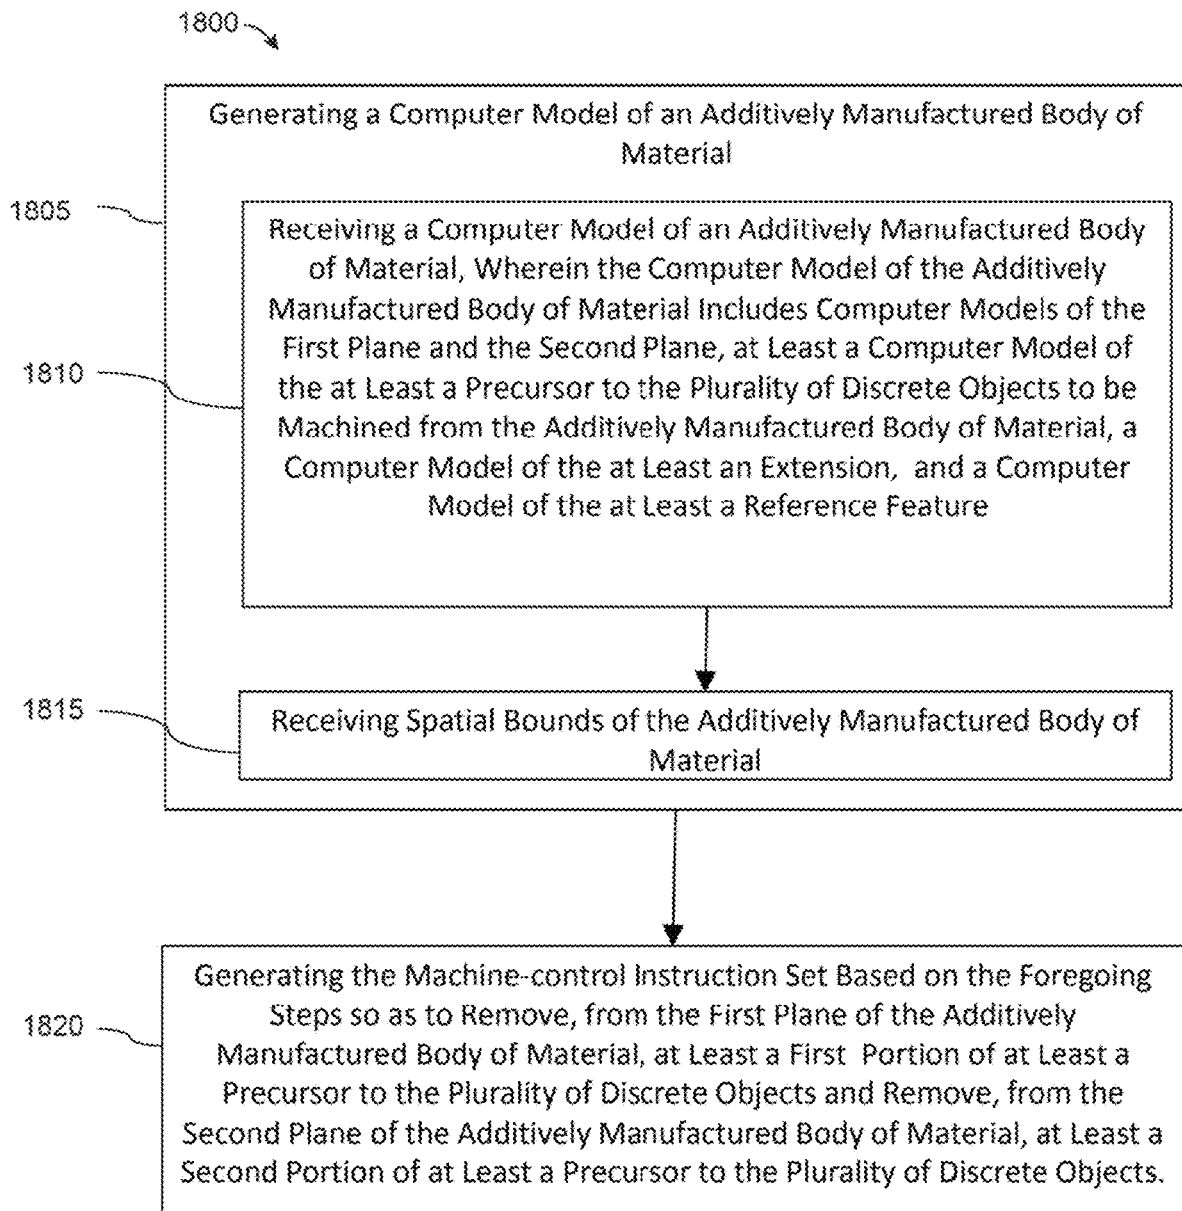 1800
Generating a Computer Model of an Additively Manufactured Body of
Material
1805
Receiving a Computer Model of an Additively Manufactured Body
of Material, Wherein the Computer Model of the Additively
Manufactured Body of Material Includes Computer Models of the
First Plane and the Second Plane, at Least a Computer Model of
1810
the at Least a Precursor to the Plurality of Discrete Objects to be
Machined from the Additively Manufactured Body of Material, a
Computer Model of the at Least an Extension, and a Computer
Model of the at Least a Reference Feature
1815
Receiving Spatial Bounds of the Additively Manufactured Body of
Material
Generating the Machine-control Instruction Set Based on the Foregoing
Steps so as to Remove, from the First Plane of the Additively
1820
Manufactured Body of Material, at Least a First Portion of at Least a
Precursor to the Plurality of Discrete Objects and Remove, from the
Second Plane of the Additively Manufactured Body of Material, at Least a
Second Portion of at Least a Precursor to the Plurality of Discrete Objects.